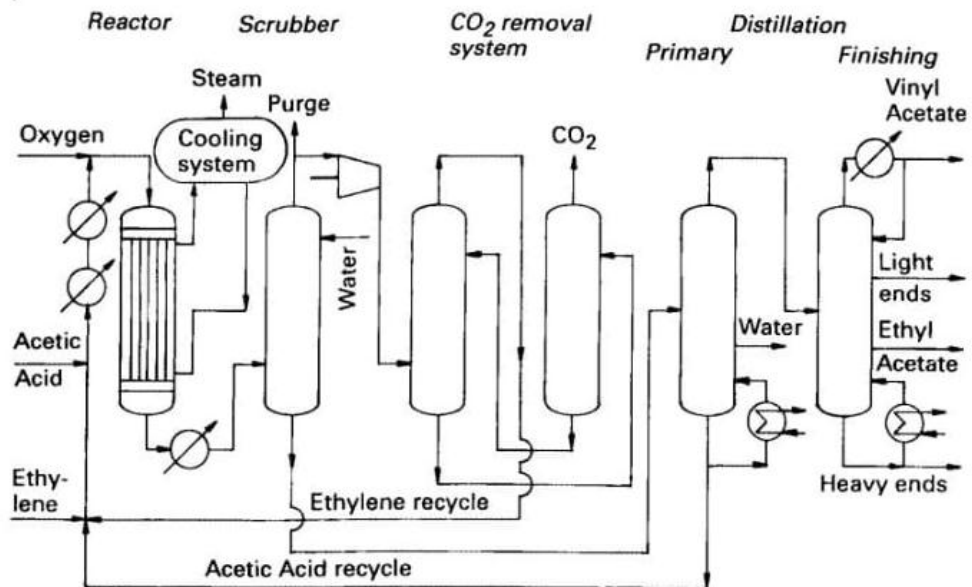 Reactor
Scrubber
CO₂ removal
system
Distillation
Primary
Finishing
Steam
Purge
CO₂
Vinyl
Acetate
Oxygen
Cooling
system
Water
Light
ends
Water
Ethyl
Acetate
Acetic
Acid
Ethy-
lene
Ethylene recycle
Heavy ends
Acetic Acid recycle